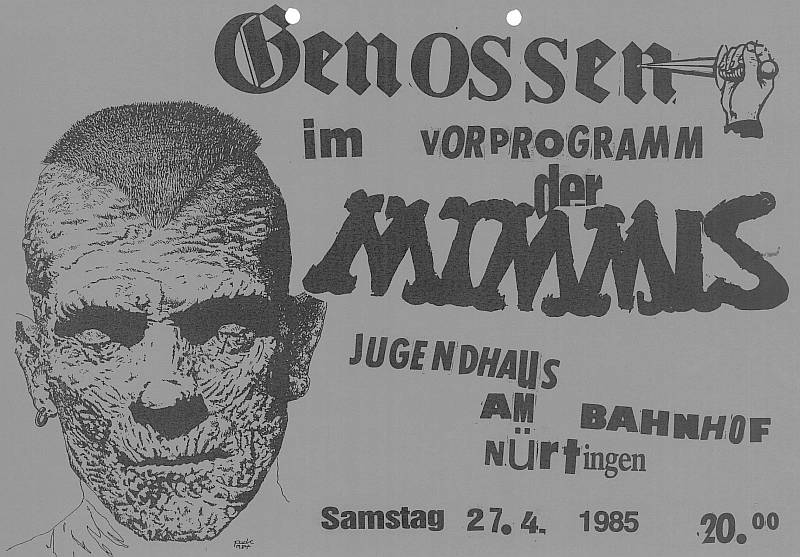 Genossen
im VORPROGRAMM
der
MIMMIS
JUGENDHAUS
AM BAHNHOF
NÜrtingen
Samstag 27.4. 1985 20.00